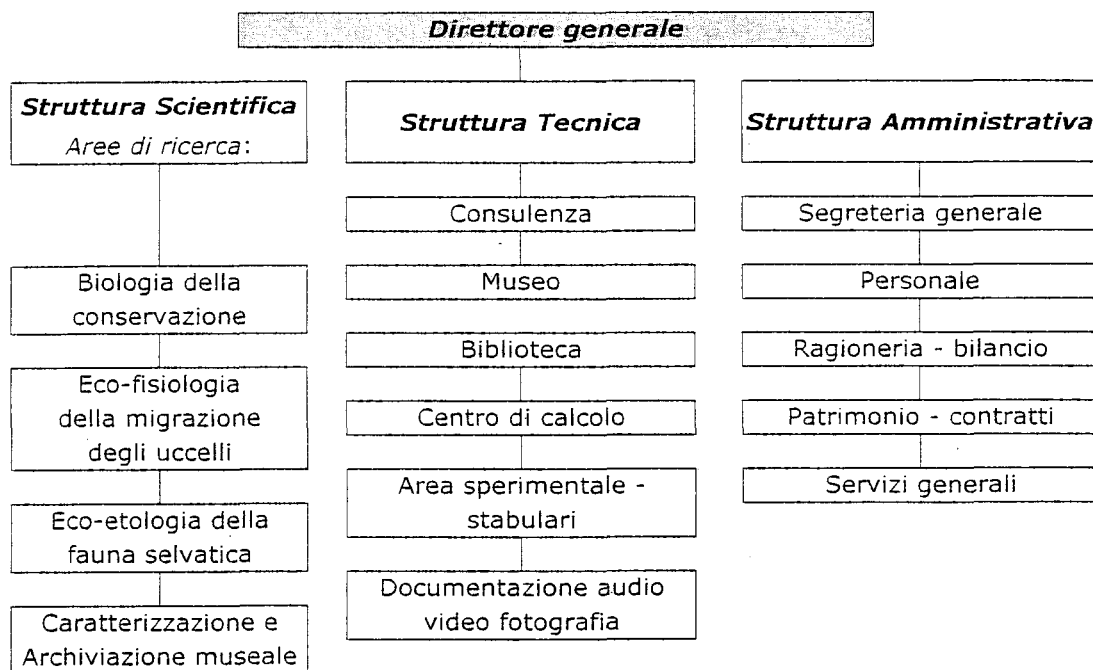 Direttore generale
Struttura Scientifica
Aree di ricerca:
Biologia della
conservazione
Eco-fisiologia
della migrazione
degli uccelli
Eco-etologia della
fauna selvatica
Caratterizzazione e
Archiviazione museale
Struttura Tecnica
Consulenza
Museo
Biblioteca
Centro di calcolo
Area sperimentale -
stabulari
Documentazione audio
video fotografia
Struttura Amministrativa
Segreteria generale
Personale
Ragioneria - bilancio
Patrimonio - contratti
Servizi generali